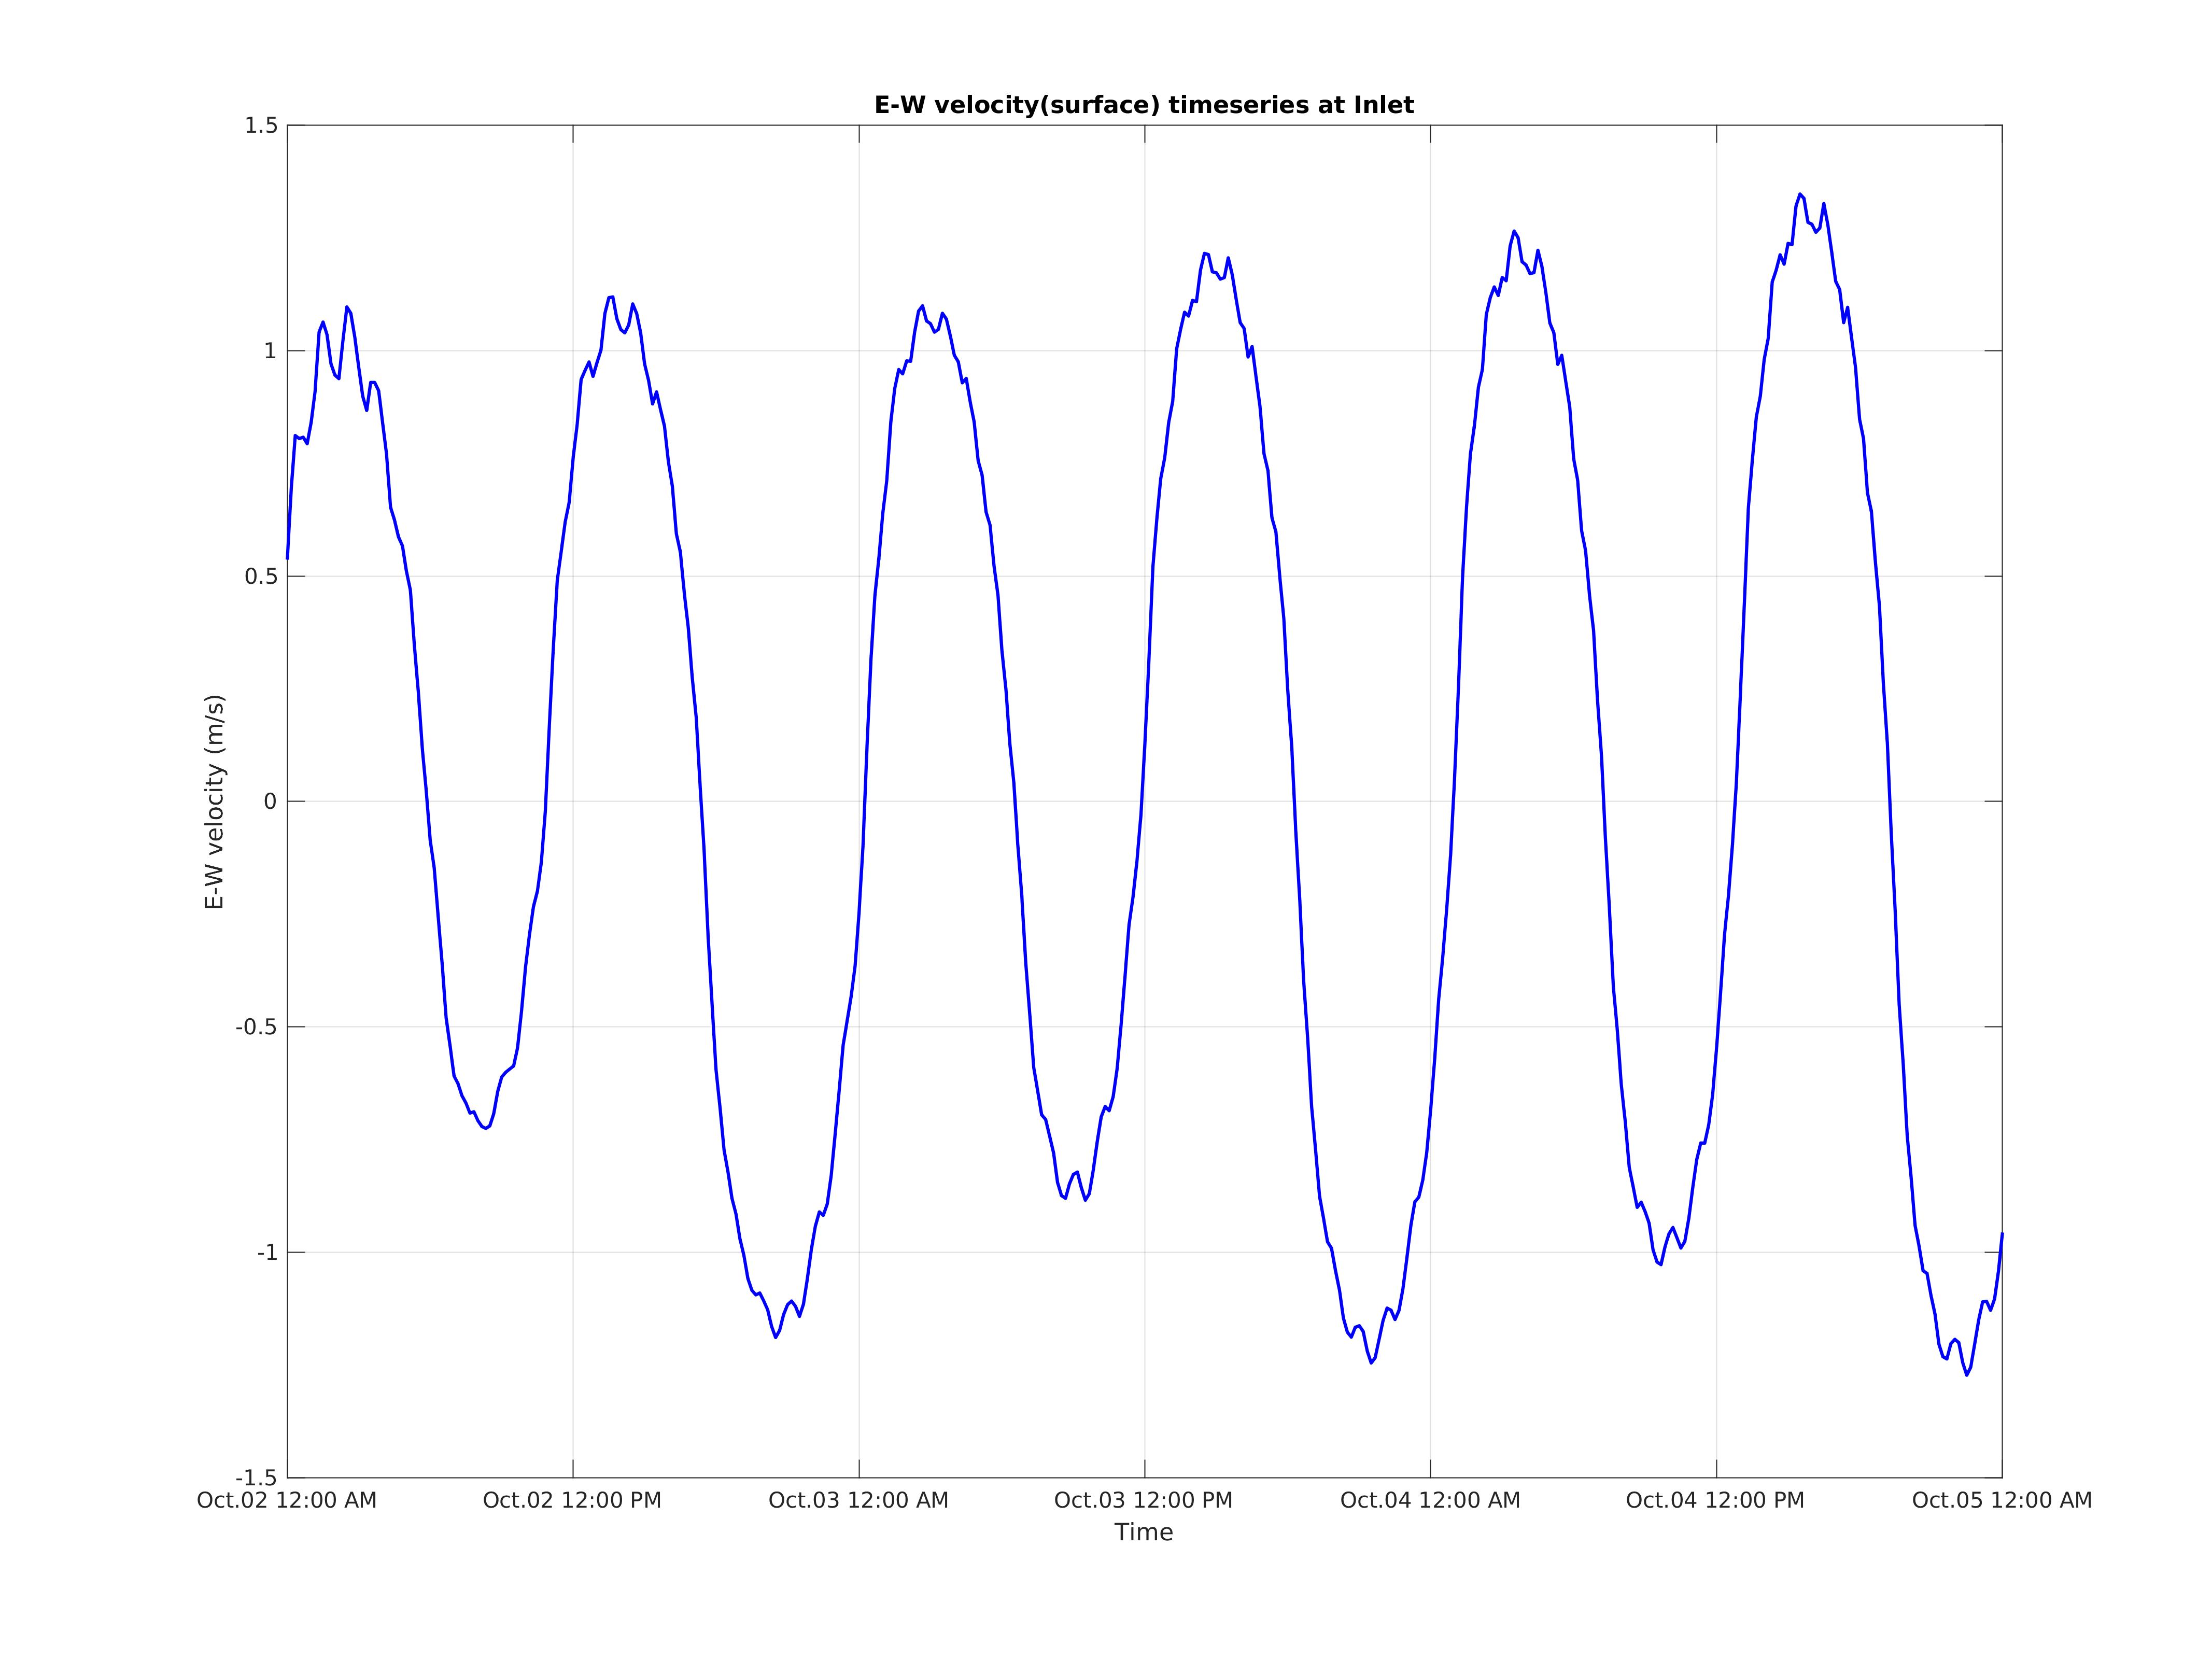 E-W velocity(surface) timeseries at Inlet
1.5
1
0.5
0
-0.5
-1
-1.5
E-W velocity (m/s)
Oct.02 12:00 AM Oct.02 12:00 PM Oct.03 12:00 AM Oct.03 12:00 PM Oct.04 12:00 AM Oct.04 12:00 PM Oct.05 12:00 AM
Time